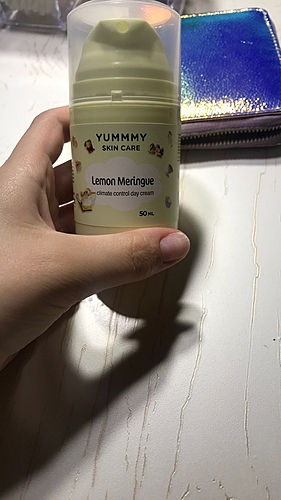 YUMMMY
SKIN CARE
Lemon Meringue
climate control day cream
50 ML